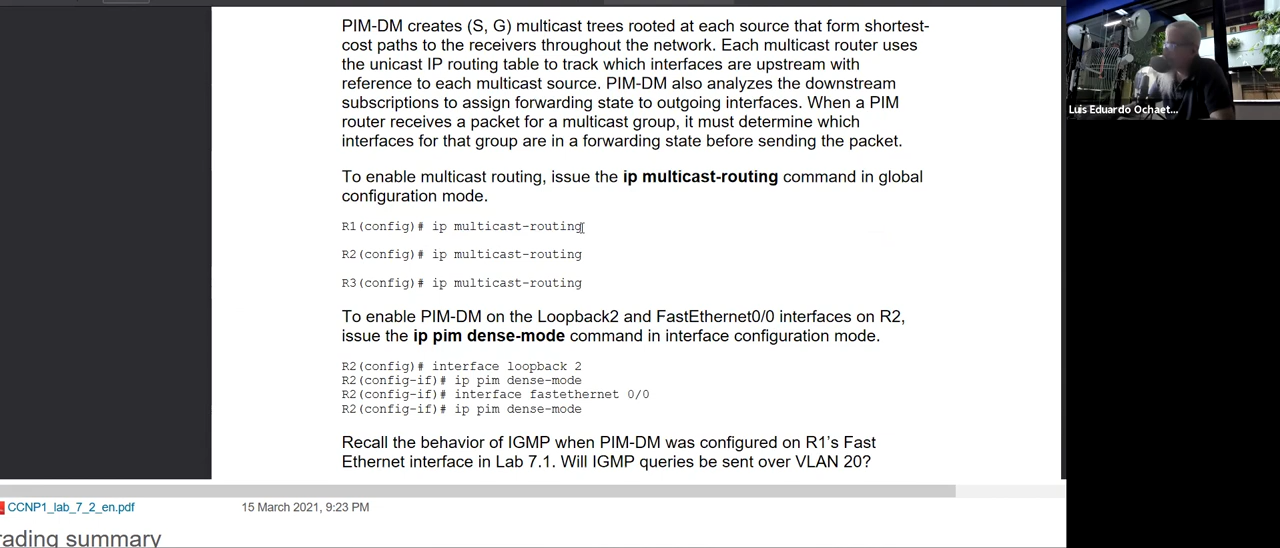 PIM-DM creates (S, G) multicast trees rooted at each source that form shortest-
cost paths to the receivers throughout the network. Each multicast router uses
the unicast IP routing table to track which interfaces are upstream with
reference to each multicast source. PIM-DM also analyzes the downstream
subscriptions to assign forwarding state to outgoing interfaces. When a PIM
router receives a packet for a multicast group, it must determine which
interfaces for that group are in a forwarding state before sending the packet.
To enable multicast routing, issue the ip multicast-routing command in global
configuration mode.
R1(config)# ip multicast-routing
R2(config)# ip multicast-routing
R3(config)# ip multicast-routing
To enable PIM-DM on the Loopback2 and FastEthernet0/0 interfaces on R2,
issue the ip pim dense-mode command in interface configuration mode.
R2(config)# interface loopback 2
R2(config-if)# ip pim dense-mode
R2(config-if)# interface fastethernet 0/0
R2(config-if)# ip pim dense-mode
Recall the behavior of IGMP when PIM-DM was configured on R1's Fast
Ethernet interface in Lab 7.1. Will IGMP queries be sent over VLAN 20?
CCNP1_lab_7_2_en.pdf 15 March 2021, 9:23 PM
rading summary
Luis Eduardo Ochaet...